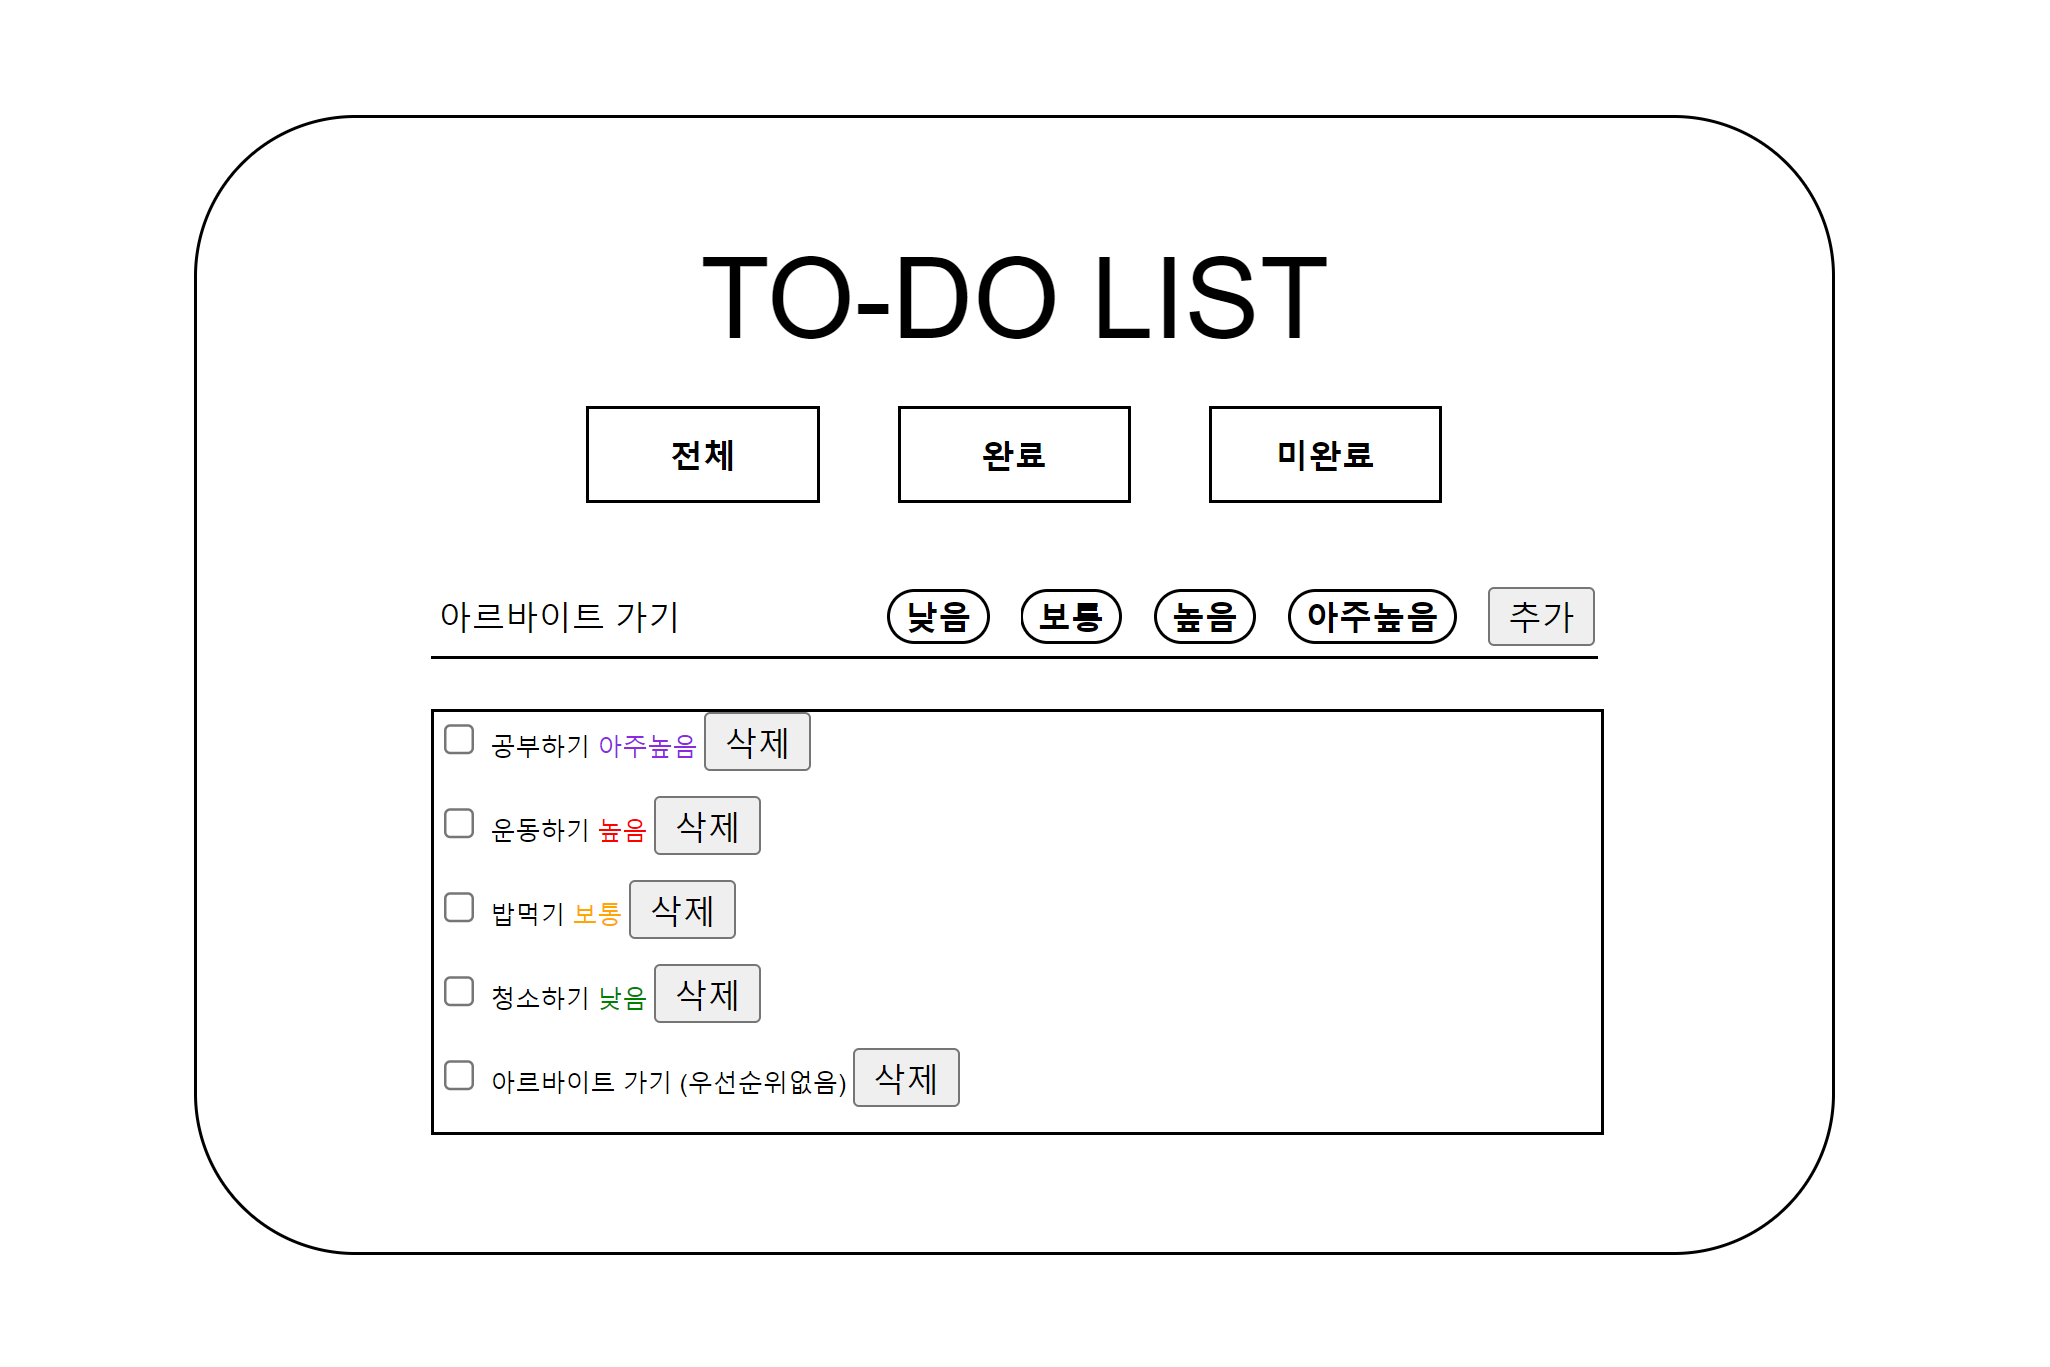 TO-DO LIST
전체 완료 미완료
아르바이트 가기 낮음 보통 높음 아주높음 추가
공부하기 아주높음 삭제
운동하기 높음 삭제
밥먹기 보통 삭제
청소하기 낮음 삭제
아르바이트 가기 (우선순위없음) 삭제